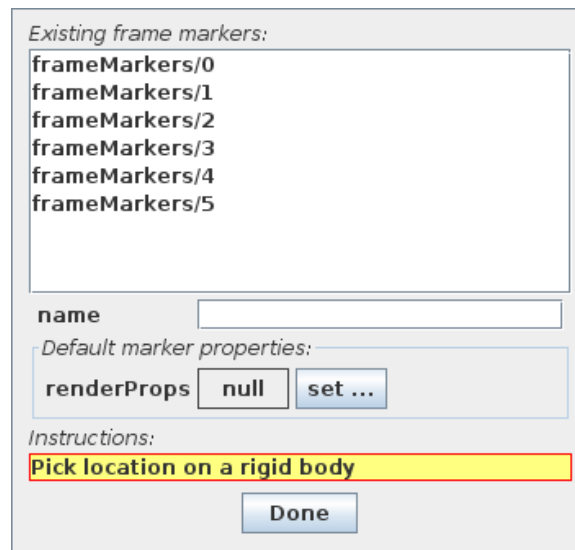 Existing frame markers:
frameMarkers/0
frameMarkers/1
frameMarkers/2
frameMarkers/3
frameMarkers/4
frameMarkers/5
name
Default marker properties:
renderProps null set ...
Instructions:
Pick location on a rigid body
Done